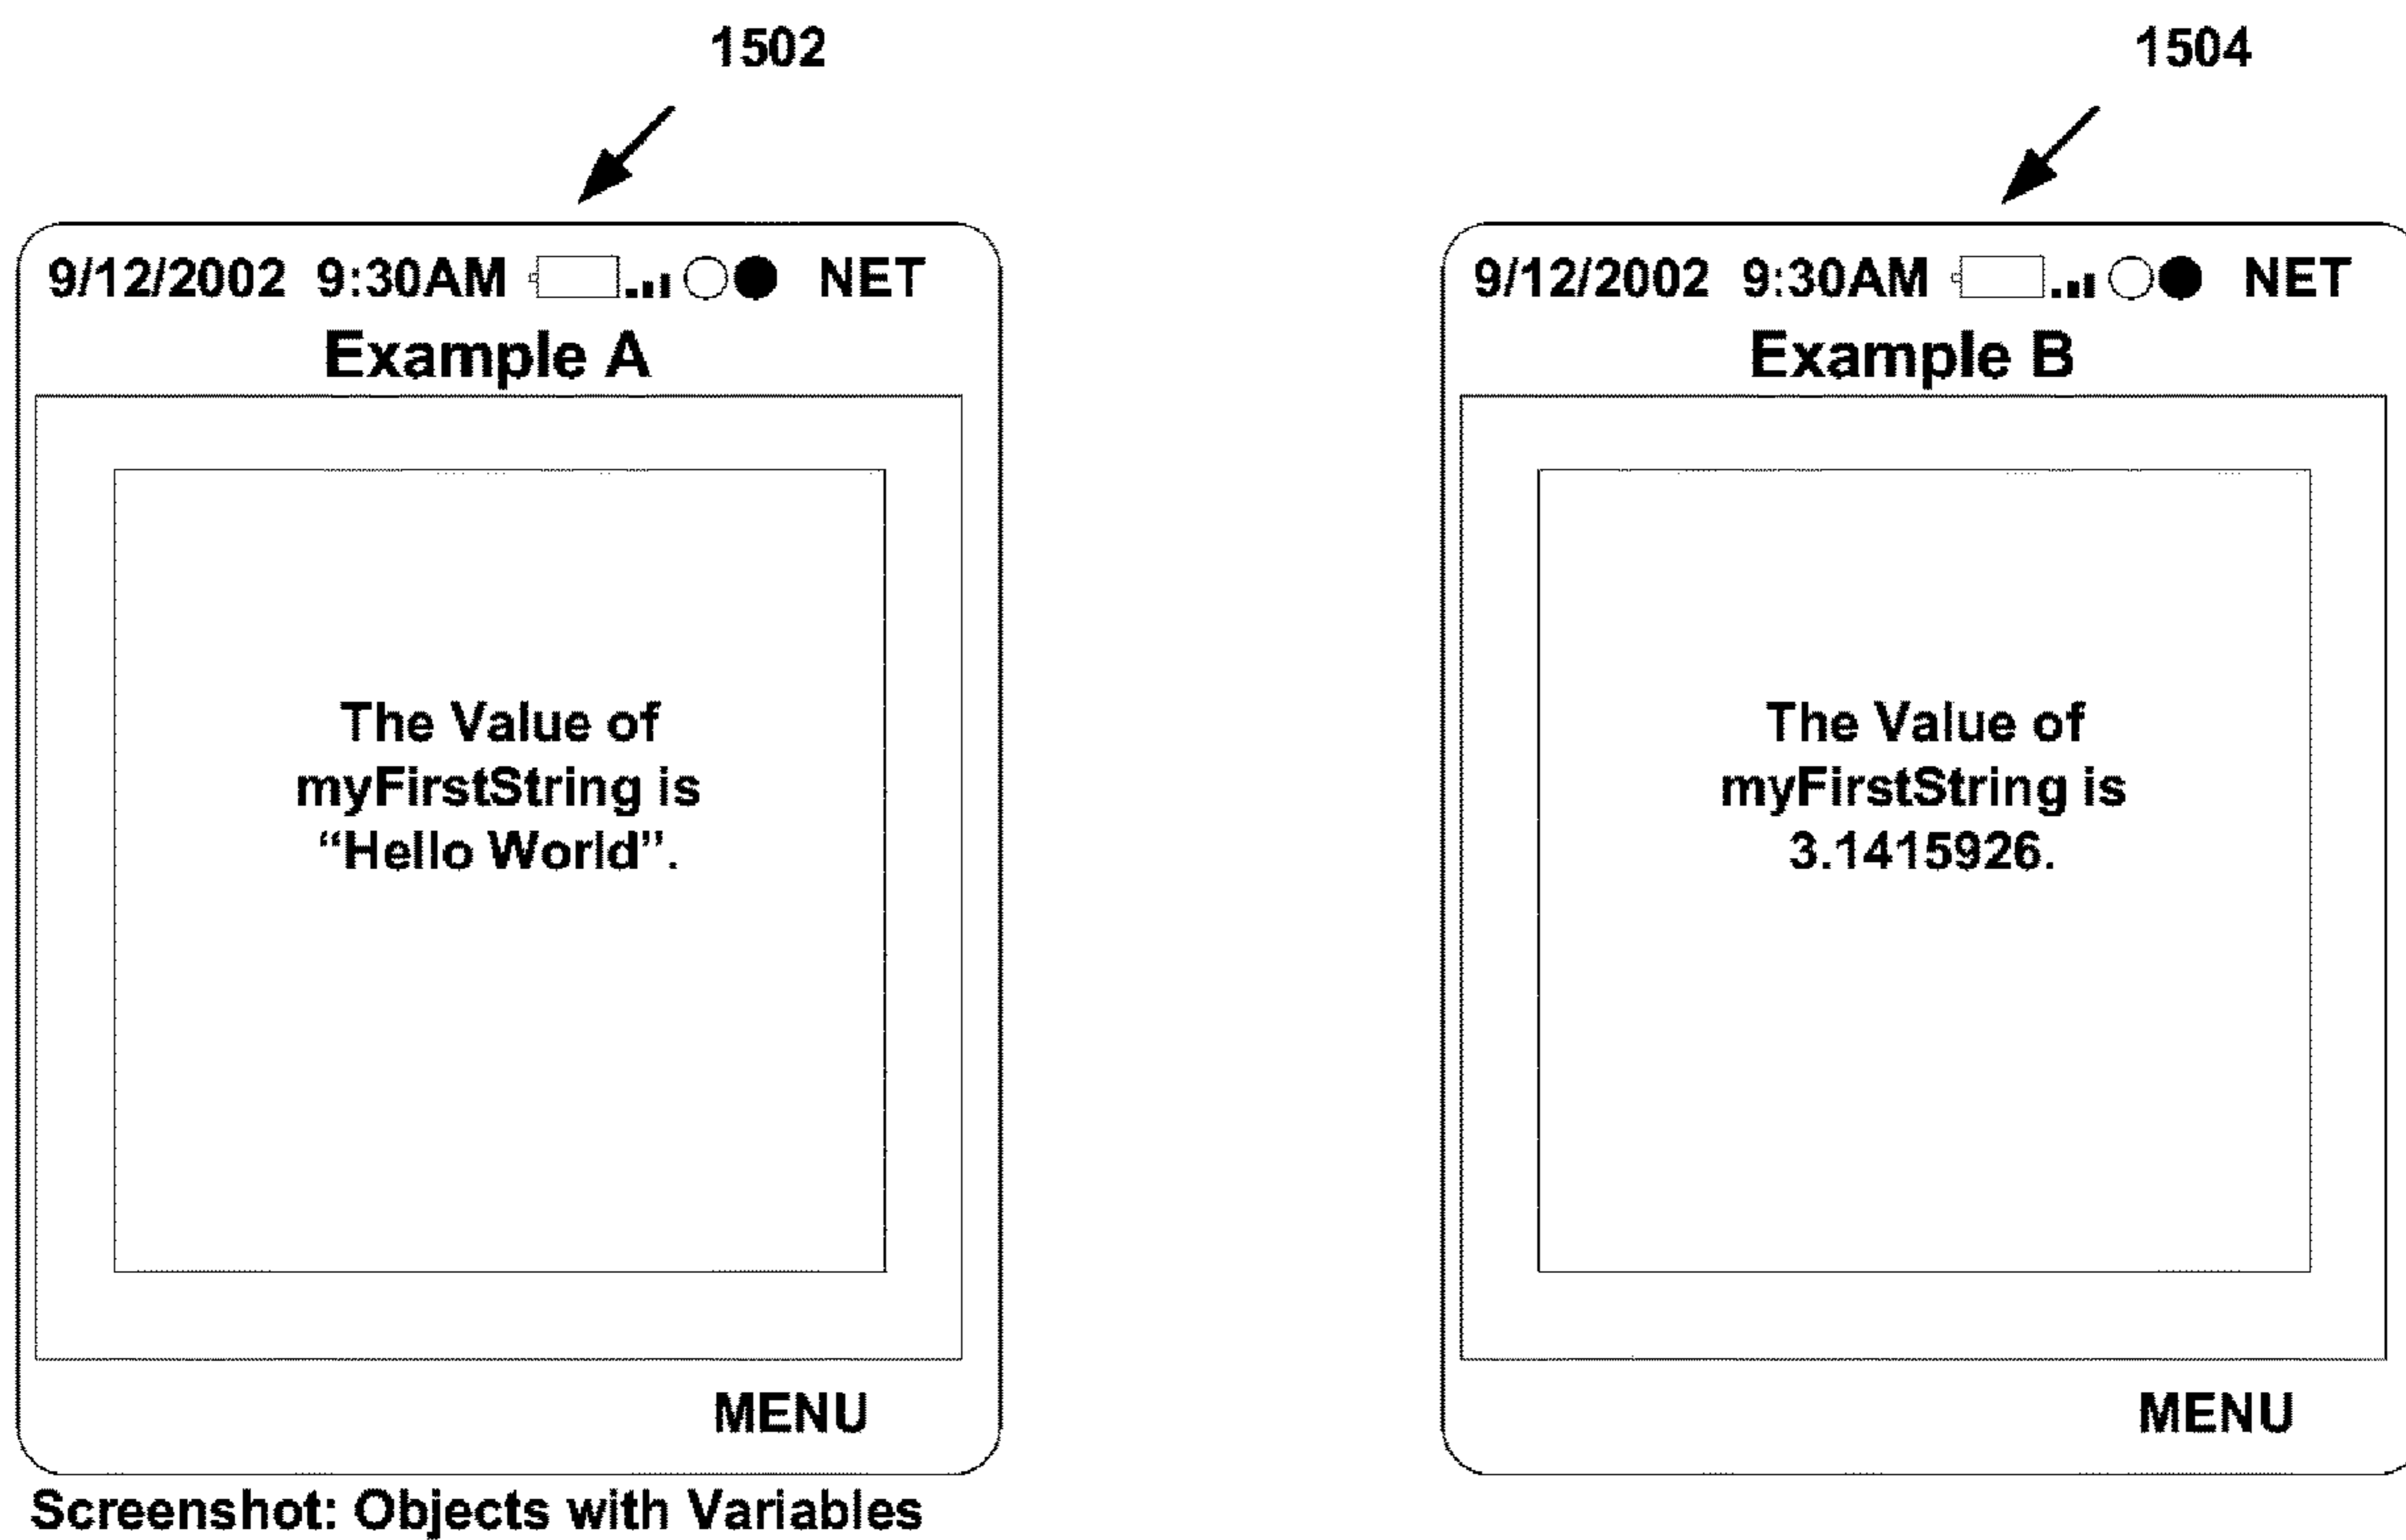 1502
9/12/2002 9:30AM NET
Example A
The Value of
myFirstString is
“Hello World”.
MENU
Screenshot: Objects with Variables
1504
9/12/2002 9:30AM NET
Example B
The Value of
myFirstString is
3.1415926.
MENU